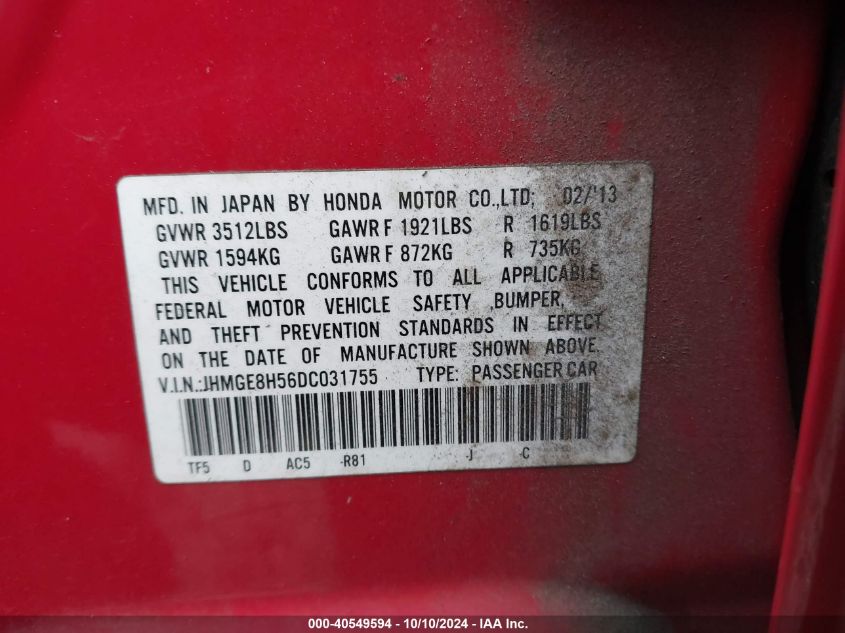 MFD. IN JAPAN BY HONDA MOTOR CO.,LTD; 02/'13
GVWR 3512LBS GAWR F 1921LBS R 1619LBS
GVWR 1594KG GAWR F 872KG R 735KG
THIS VEHICLE CONFORMS TO ALL APPLICABLE
FEDERAL MOTOR VEHICLE SAFETY ,BUMPER,
AND THEFT PREVENTION STANDARDS IN EFFECT
ON THE DATE OF MANUFACTURE SHOWN ABOVE.
V.I.N.:JHMGE8H56DC031755 TYPE: PASSENGER CAR
TF5 D AC5 -R81 -J -C
000-40549594 - 10/10/2024 - IAA Inc.